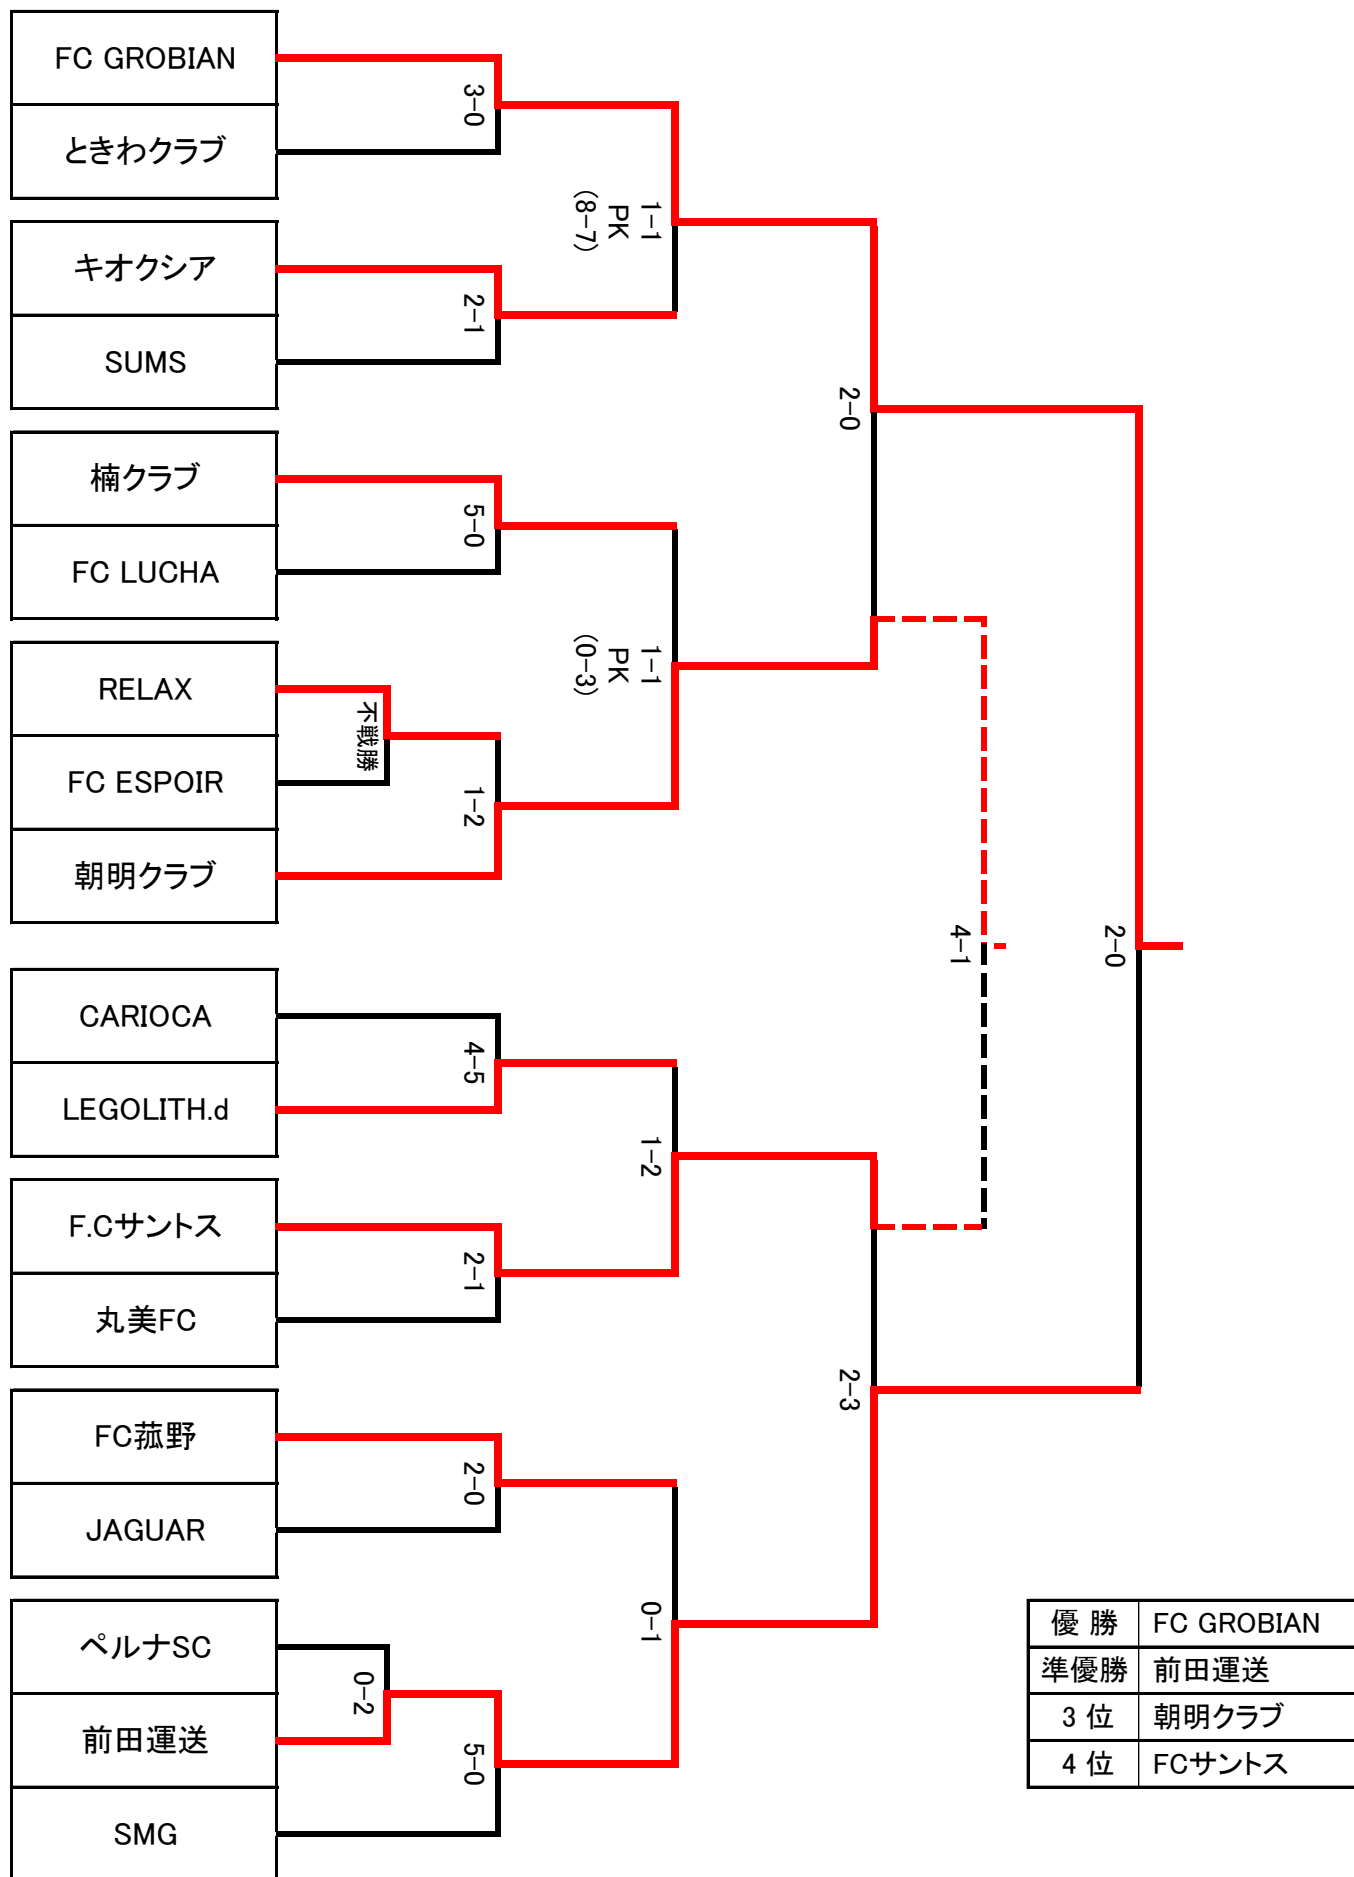 FC GROBIAN
ときわクラブ
3-0
キオクシア
SUMS
2-1
1-1
PK
(8-7)
楠クラブ
FC LUCHA
5-0
RELAX
FC ESPOIR
不戦勝
朝明クラブ
1-2
1-1
PK
(0-3)
2-0
CARIOCA
LEGOLITH.d
4-5
F.Cサントス
丸美FC
2-1
1-2
FC菰野
JAGUAR
2-0
ペルナSC
前田運送
0-2
SMG
5-0
0-1
2-3
4-1
2-0
優 勝 FC GROBIAN
準優勝 前田運送
3 位 朝明クラブ
4 位 FCサントス